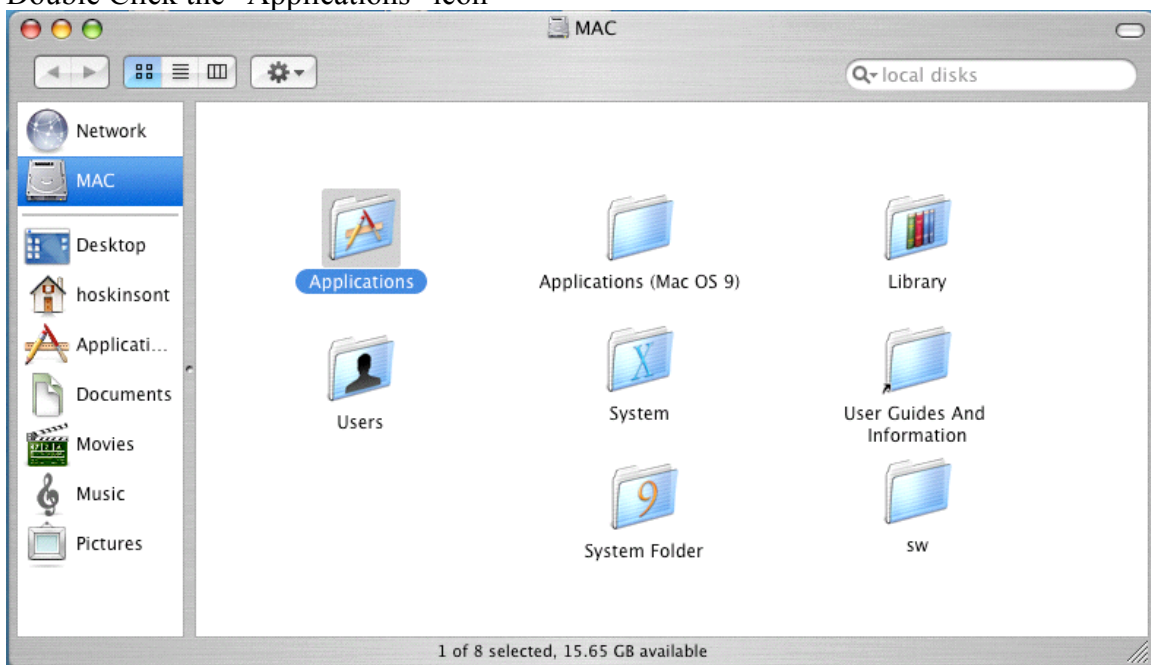 Double Click the "Applications" icon
MAC
local disks
Network
MAC
Desktop
hoskinsont
Applicati...
Documents
Movies
Music
Pictures
Applications
Applications (Mac OS 9)
Library
Users
System
User Guides And
Information
System Folder
sw
1 of 8 selected, 15.65 GB available